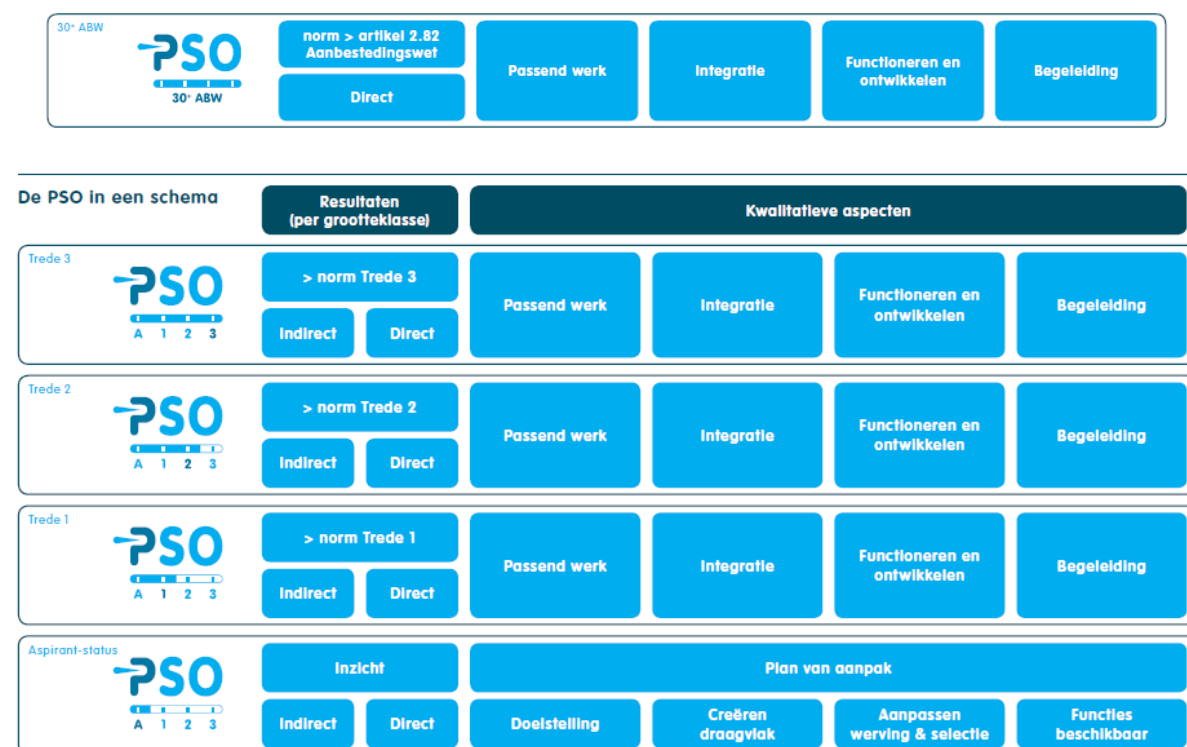 30+ ABW
PSO
30+ ABW
norm > artikel 2.82
Aanbestedingswet
Direct
Passend werk
Integratie
Functioneren en
ontwikkelen
Begeleiding
De PSO in een schema
Resultaten
(per grootteklasse)
Kwalitatieve aspecten
Trede 3
PSO
A 1 2 3
> norm Trede 3
Indirect
Direct
Passend werk
Integratie
Functioneren en
ontwikkelen
Begeleiding
Trede 2
PSO
A 1 2 3
> norm Trede 2
Indirect
Direct
Passend werk
Integratie
Functioneren en
ontwikkelen
Begeleiding
Trede 1
PSO
A 1 2 3
> norm Trede 1
Indirect
Direct
Passend werk
Integratie
Functioneren en
ontwikkelen
Begeleiding
Aspirant-status
PSO
A 1 2 3
Inzicht
Indirect
Direct
Plan van aanpak
Doelstelling
Creëren
draagvlak
Aanpassen
werving & selectie
Functies
beschikbaar